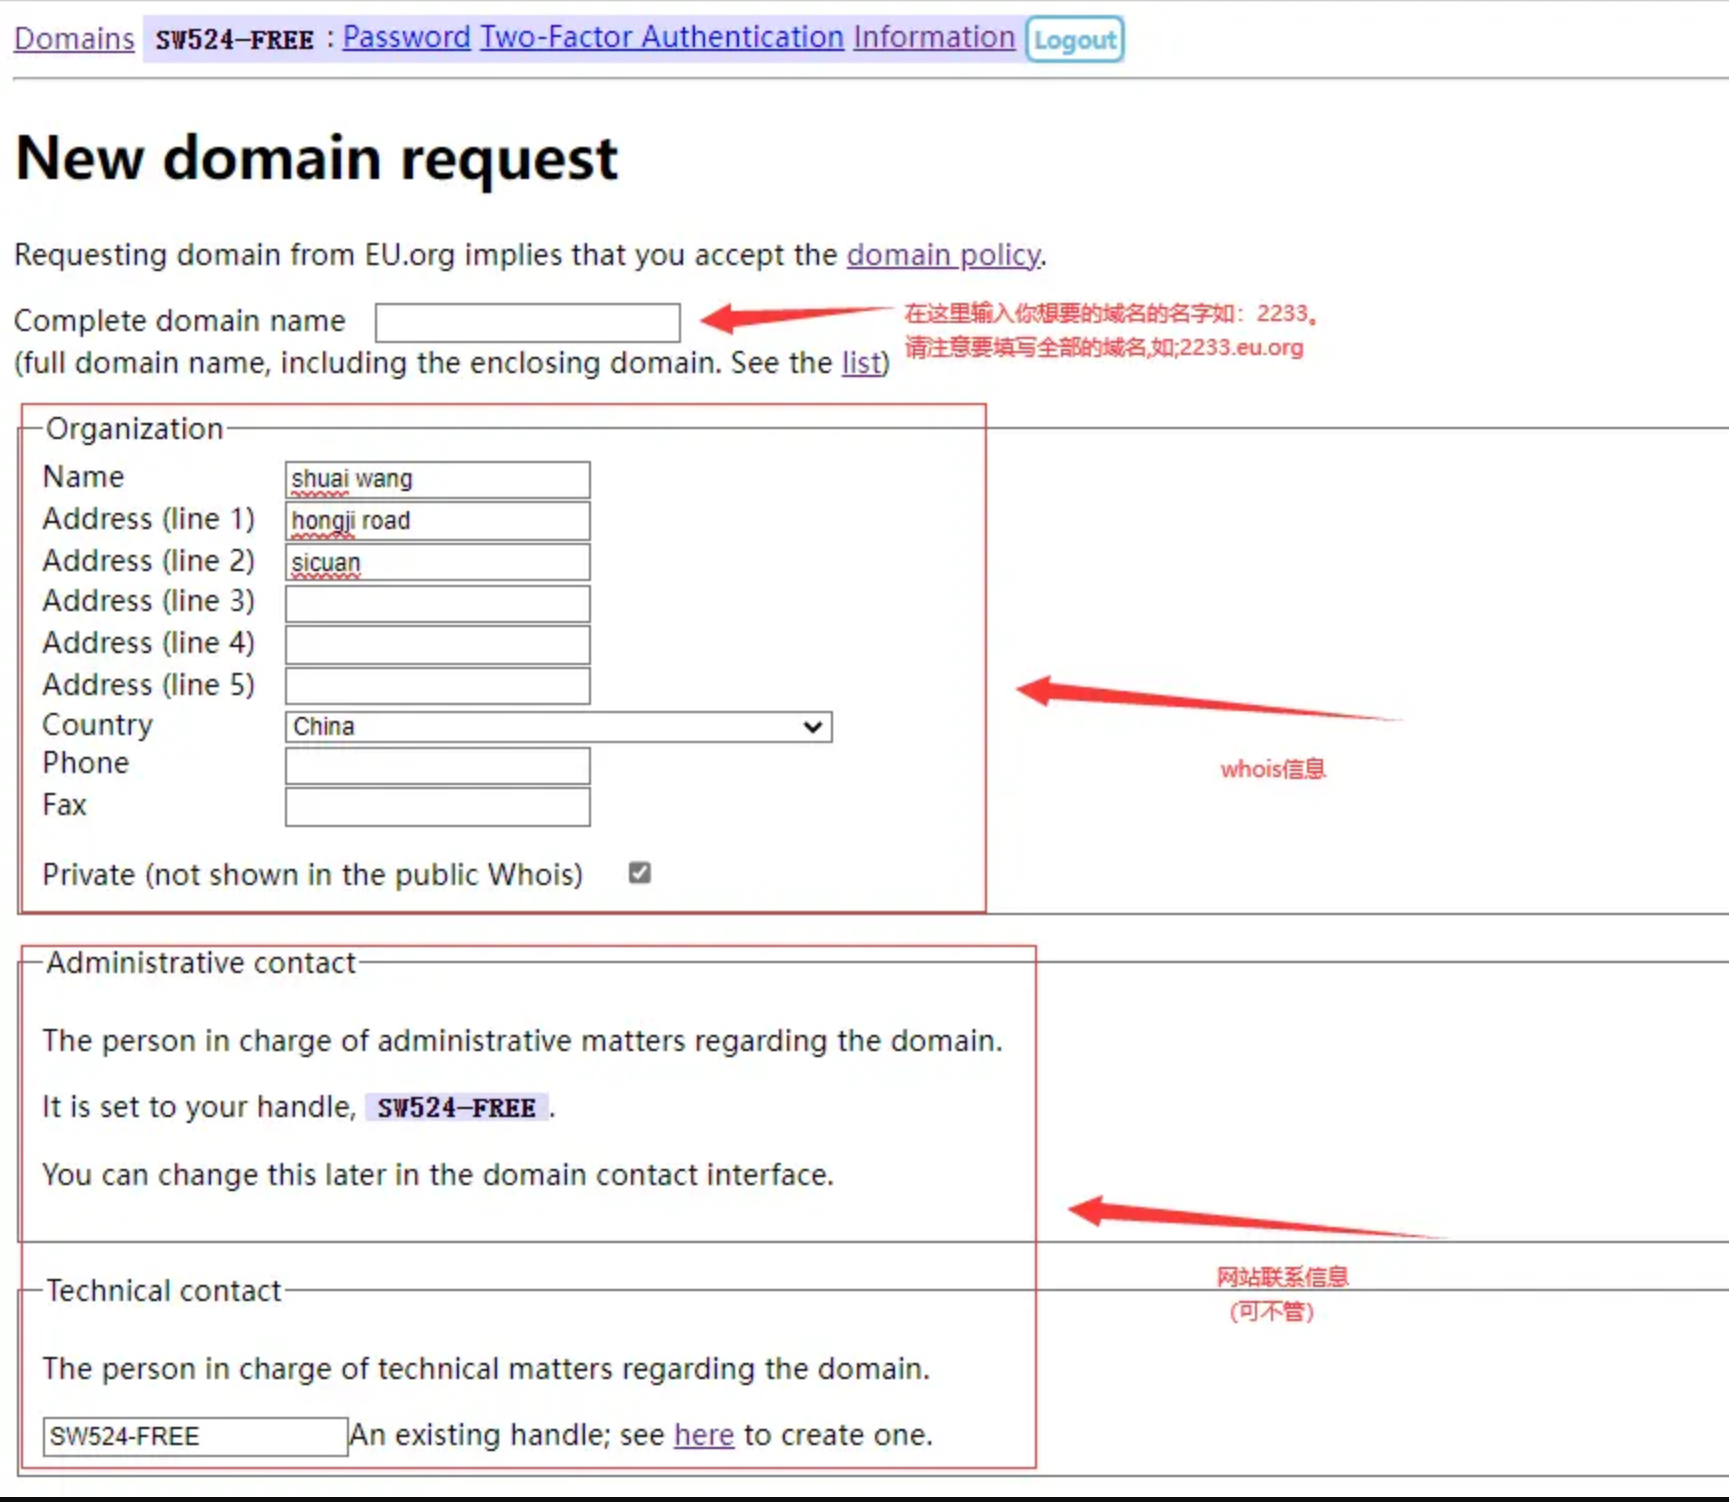 Domains SW524-FREE : Password Two-Factor Authentication Information Logout
New domain request
Requesting domain from EU.org implies that you accept the domain policy.
Complete domain name
在这里输入你想要的域名的名字如：2233。
请注意要填写全部的域名,如;2233.eu.org
(full domain name, including the enclosing domain. See the list)
Organization
Name shuai wang
Address (line 1) hongji road
Address (line 2) sicuan
Address (line 3)
Address (line 4)
Address (line 5)
Country China
Phone
whois信息
Fax
Private (not shown in the public Whois)
Administrative contact
The person in charge of administrative matters regarding the domain.
It is set to your handle, SW524-FREE .
You can change this later in the domain contact interface.
网站联系信息
(可不管)
Technical contact
The person in charge of technical matters regarding the domain.
SW524-FREE An existing handle; see here to create one.